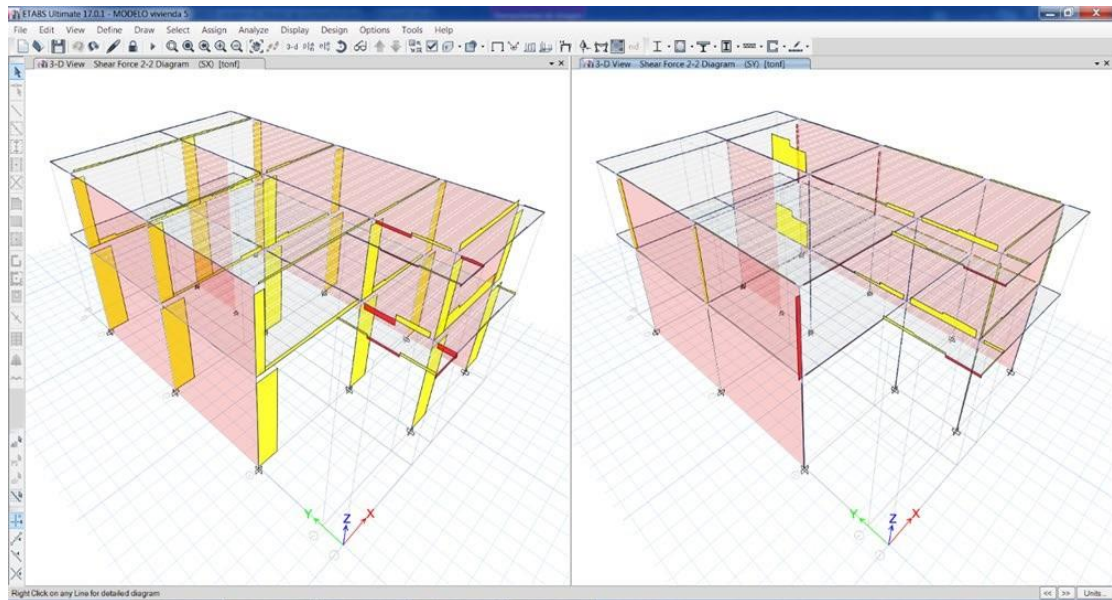 ETABS Ultimate 17.0.1 - MODELO vivienda 5
File Edit View Define Draw Select Assign Analyze Display Design Options Tools Help
3-d
3-D View Shear Force 2-2 Diagram (SX) [tonf]
3-D View Shear Force 2-2 Diagram (SY) [tonf]
Y Z X
Y Z X
Right Click on any Line for detailed diagram
<< >> Units...